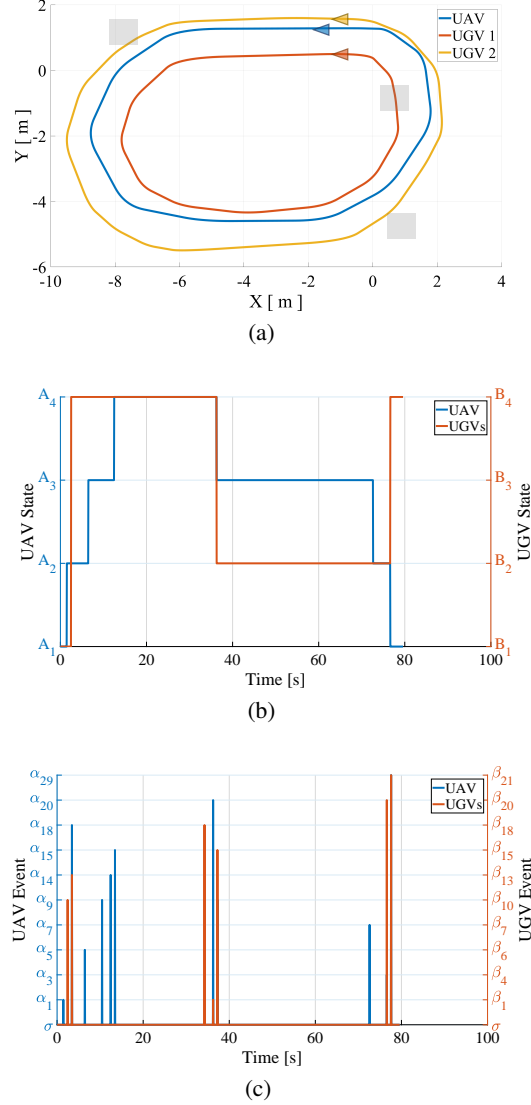 2
0
-2
-4
-6
Y [ m ]
UAV
UGV 1
UGV 2
-10
-8
-6
-4
-2
0
2
4
X [ m ]
(a)
A4
A3
A2
A1
UAV State
UAV
UGVs
B4
B3
B2
B1
UGV State
0
20
40
60
80
100
Time [s]
(b)
α29
α20
α18
α15
α14
α9
α7
α5
α3
α1
σ
UAV Event
UAV
UGVs
β21
β20
β18
β15
β13
β10
β7
β6
β4
β1
σ
UGV Event
0
20
40
60
80
100
Time [s]
(c)